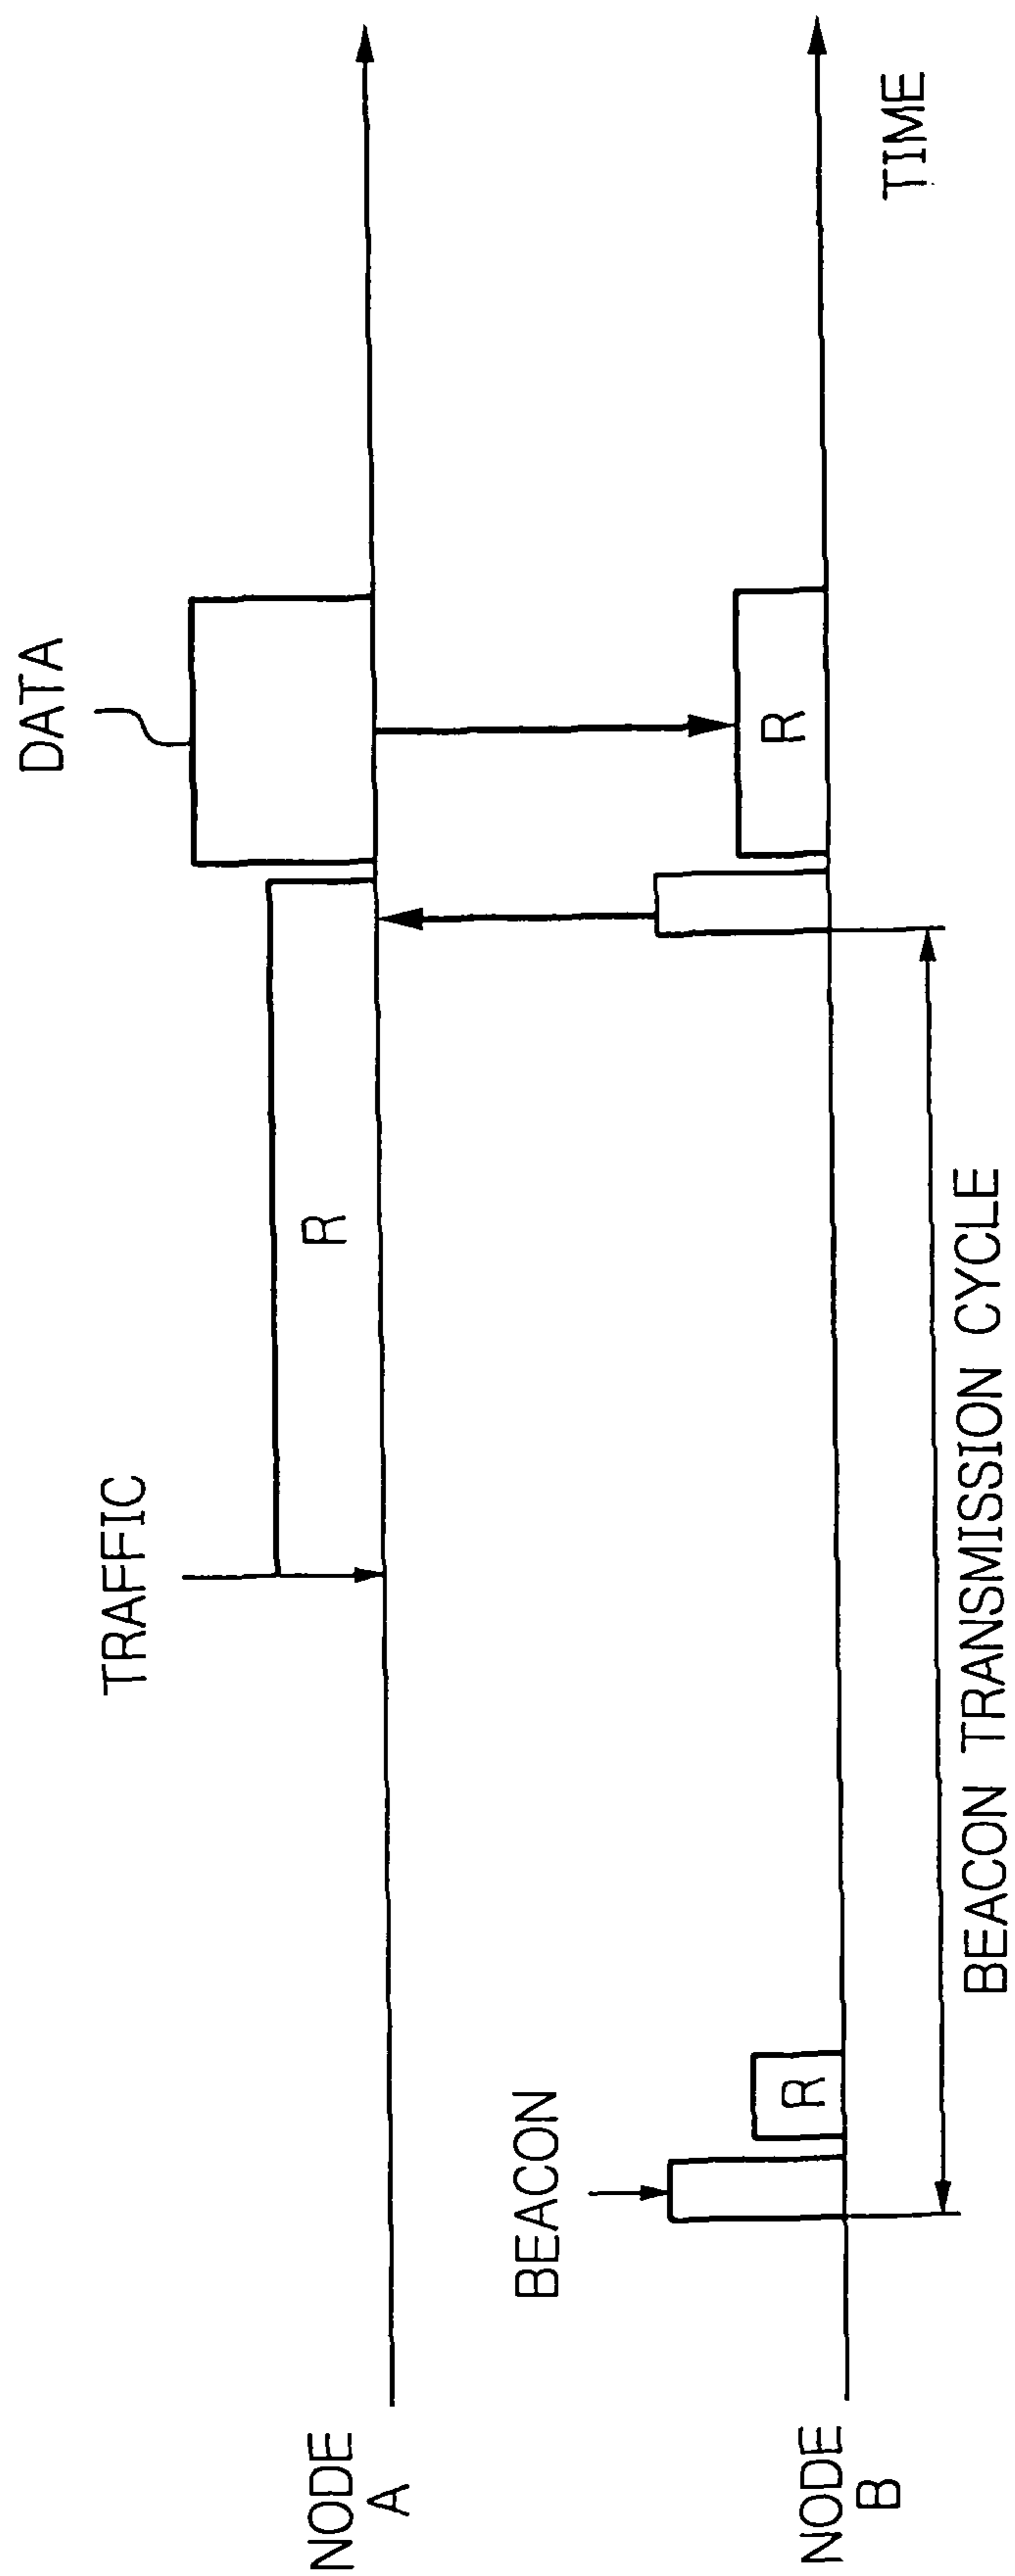 DATA
TRAFFIC
R
NODE
A
BEACON
R
R
NODE
B
TIME
BEACON TRANSMISSION CYCLE